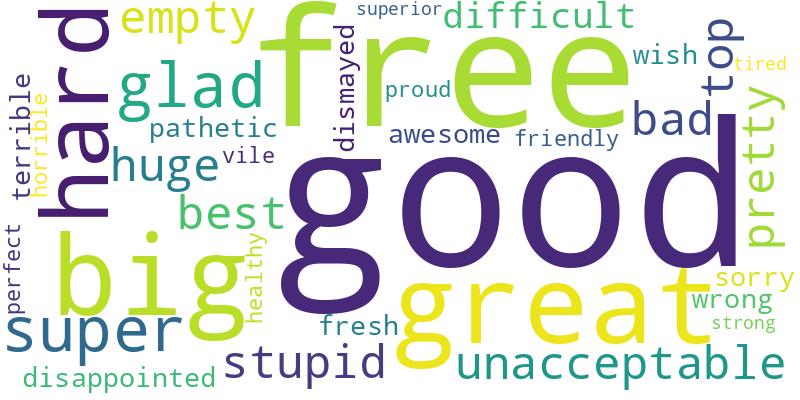 superior
empty
free
difficult
hard
dismayed
wish
top
tired
glad
proud
terrible
horrible
pathetic
awesome
friendly
bad
pretty
huge
vile
good
best
perfect
big
healthy
great
sorry
wrong
super
fresh
strong
stupid
unacceptable
disappointed